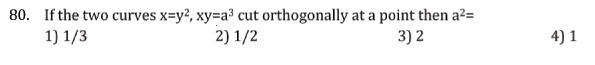 80. If the two curves x=y², xy=a³ cut orthogonally at a point then a²=
1) 1/3 2) 1/2 3) 2 4) 1